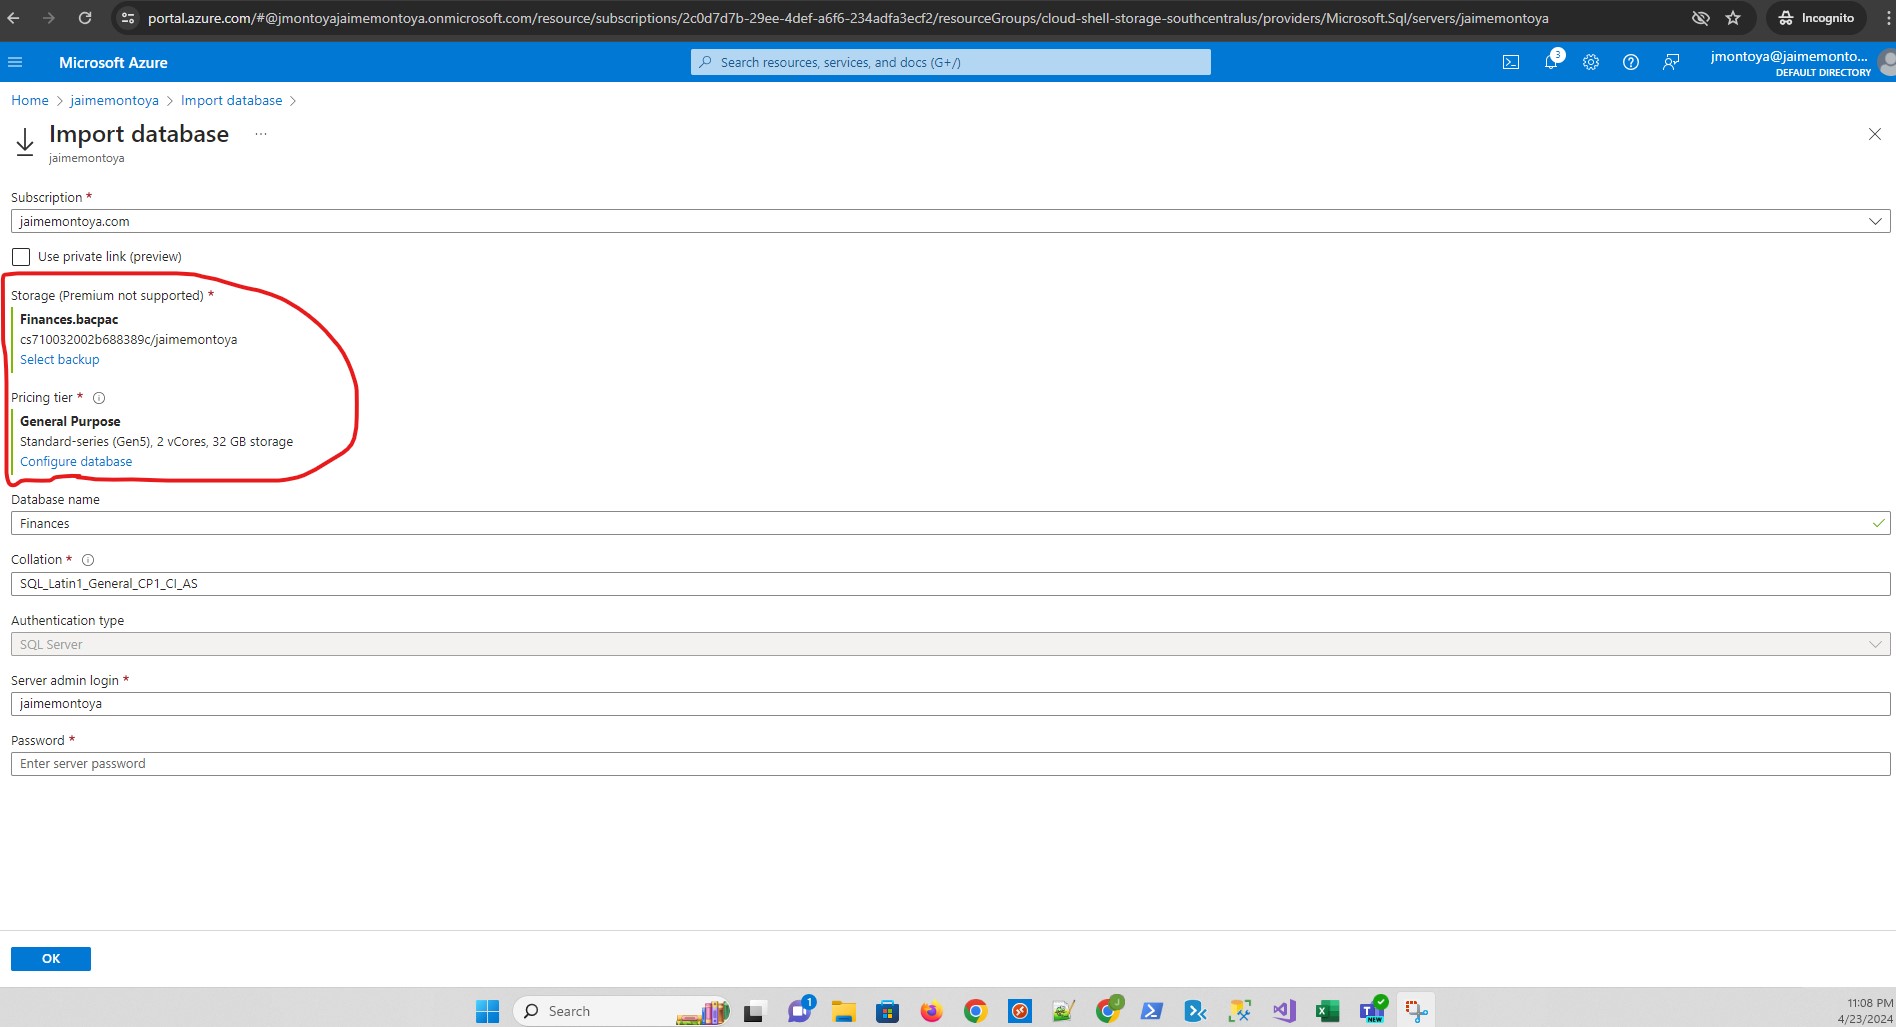 portal.azure.com/#@jmontoyajaimemontoya.onmicrosoft.com/resource/subscriptions/2c0d7d7b-29ee-4def-a6f6-234adfa3ecf2/resourceGroups/cloud-shell-storage-southcentralus/providers/Microsoft.Sql/servers/jaimemontoya
Incognito
Microsoft Azure
Search resources, services, and docs (G+/)
3
jmontoya@jaimemonto...
DEFAULT DIRECTORY
Home > jaimemontoya > Import database >
Import database ...
jaimemontoya
Subscription *
jaimemontoya.com
Use private link (preview)
Storage (Premium not supported) *
Finances.bacpac
cs710032002b688389c/jaimemontoya
Select backup
Pricing tier *
General Purpose
Standard-series (Gen5), 2 vCores, 32 GB storage
Configure database
Database name
Finances
Collation *
SQL_Latin1_General_CP1_CI_AS
Authentication type
SQL Server
Server admin login *
jaimemontoya
Password *
Enter server password
OK
Search
1
J
NEW
11:08 PM
4/23/2024